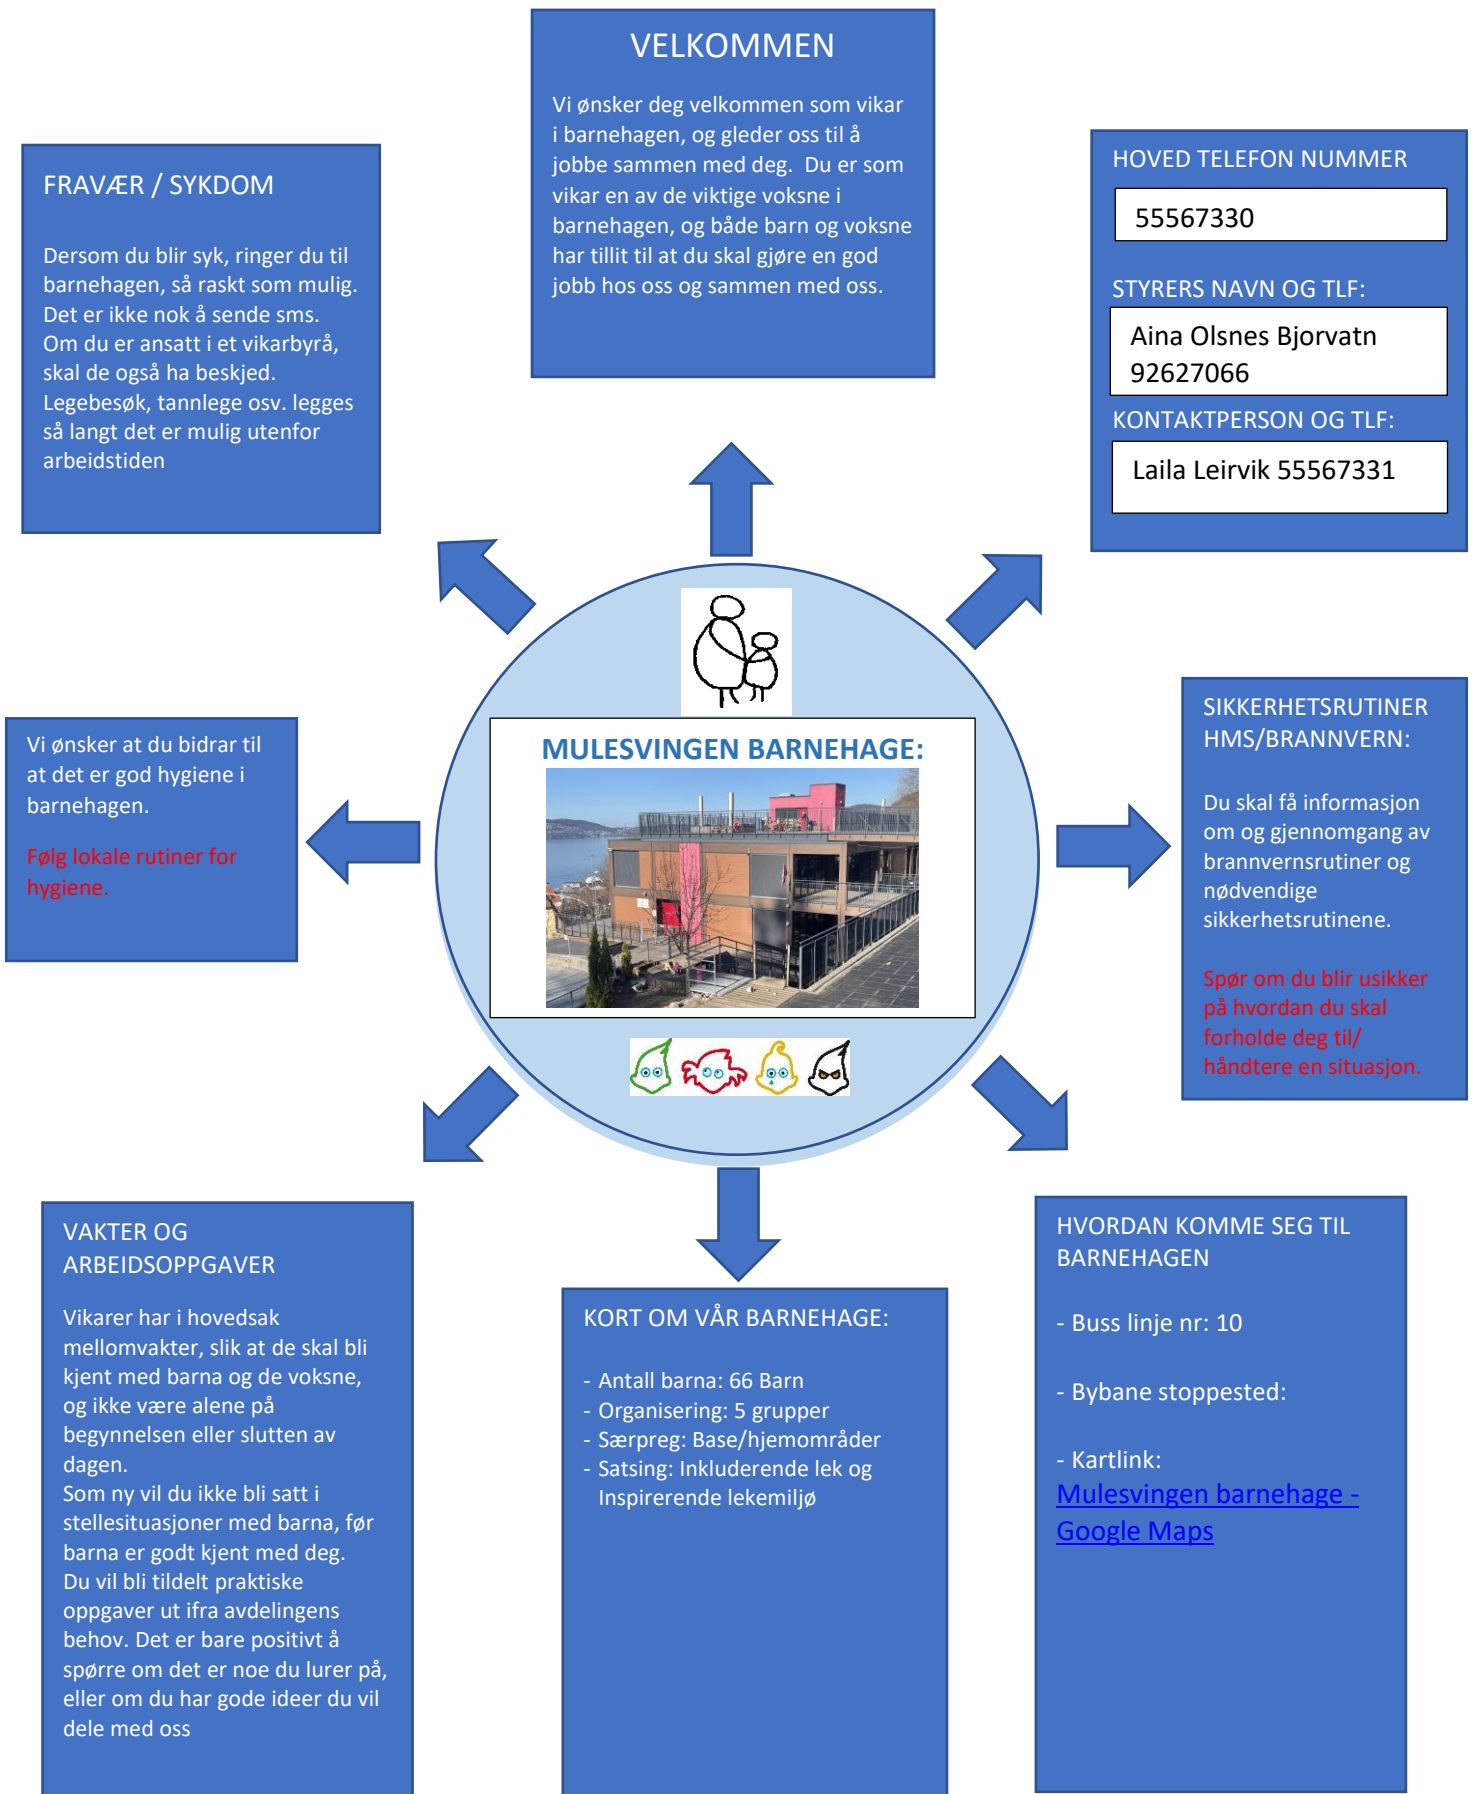 VELKOMMEN
Vi ønsker deg velkommen som vikar
i barnehagen, og gleder oss til å
jobbe sammen med deg.  Du er som
vikar en av de viktige voksne i
barnehagen, og både barn og voksne
har tillit til at du skal gjøre en god
jobb hos oss og sammen med oss.
FRAVÆR / SYKDOM
Dersom du blir syk, ringer du til
barnehagen, så raskt som mulig.
Det er ikke nok å sende sms.
Om du er ansatt i et vikarbyrå,
skal de også ha beskjed.
Legebesøk, tannlege osv. legges
så langt det er mulig utenfor
arbeidstiden
HOVED TELEFON NUMMER
55567330
STYRERS NAVN OG TLF:
Aina Olsnes Bjorvatn
92627066
KONTAKTPERSON OG TLF:
Laila Leirvik 55567331
Vi ønsker at du bidrar til
at det er god hygiene i
barnehagen.
Følg lokale rutiner for
hygiene.
MULESVINGEN BARNEHAGE:
SIKKERHETSRUTINER
HMS/BRANNVERN:
Du skal få informasjon
om og gjennomgang av
brannvernsrutiner og
nødvendige
sikkerhetsrutinene.
Spør om du blir usikker
på hvordan du skal
forholde deg til/
håndtere en situasjon.
VAKTER OG
ARBEIDSOPPGAVER
Vikarer har i hovedsak
mellomvakter, slik at de skal bli
kjent med barna og de voksne,
og ikke være alene på
begynnelsen eller slutten av
dagen.
Som ny vil du ikke bli satt i
stellesituasjoner med barna, før
barna er godt kjent med deg.
Du vil bli tildelt praktiske
oppgaver ut ifra avdelingens
behov. Det er bare positivt å
spørre om det er noe du lurer på,
eller om du har gode ideer du vil
dele med oss
KORT OM VÅR BARNEHAGE:
- Antall barna: 66 Barn
- Organisering: 5 grupper
- Særpreg: Base/hjemområder
- Satsing: Inkluderende lek og
Inspirerende lekemiljø
HVORDAN KOMME SEG TIL
BARNEHAGEN
- Buss linje nr: 10
- Bybane stoppested:
- Kartlink:
Mulesvingen barnehage -
Google Maps